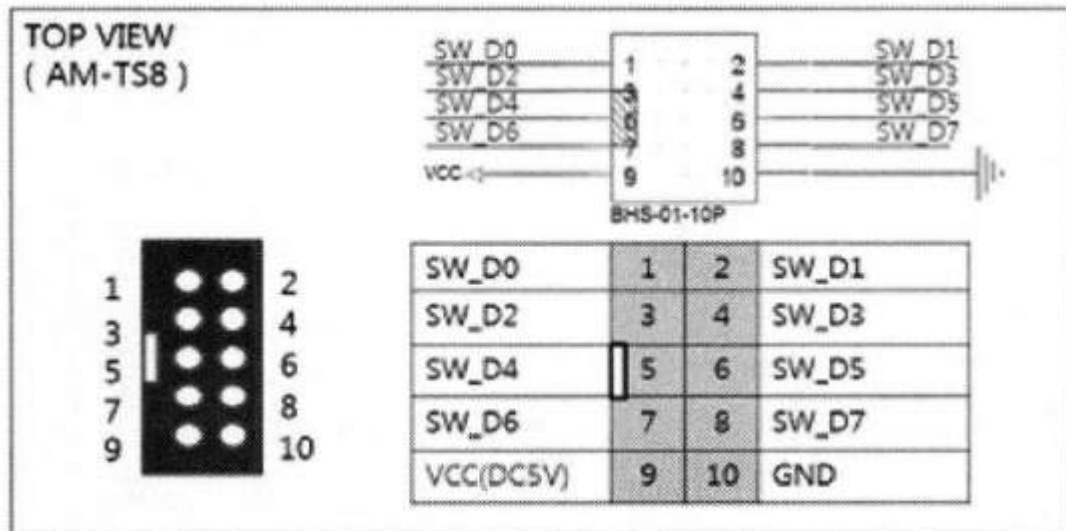 TOP VIEW
( AM-TS8 )
SW_D0 1 2 SW_D1
SW_D2 3 4 SW_D3
SW_D4 5 6 SW_D5
SW_D6 7 8 SW_D7
VCC 9 10
BHS-01-10P
1 2
3 4
5 6
7 8
9 10
SW_D0 1 2 SW_D1
SW_D2 3 4 SW_D3
SW_D4 5 6 SW_D5
SW_D6 7 8 SW_D7
VCC(DC5V) 9 10 GND